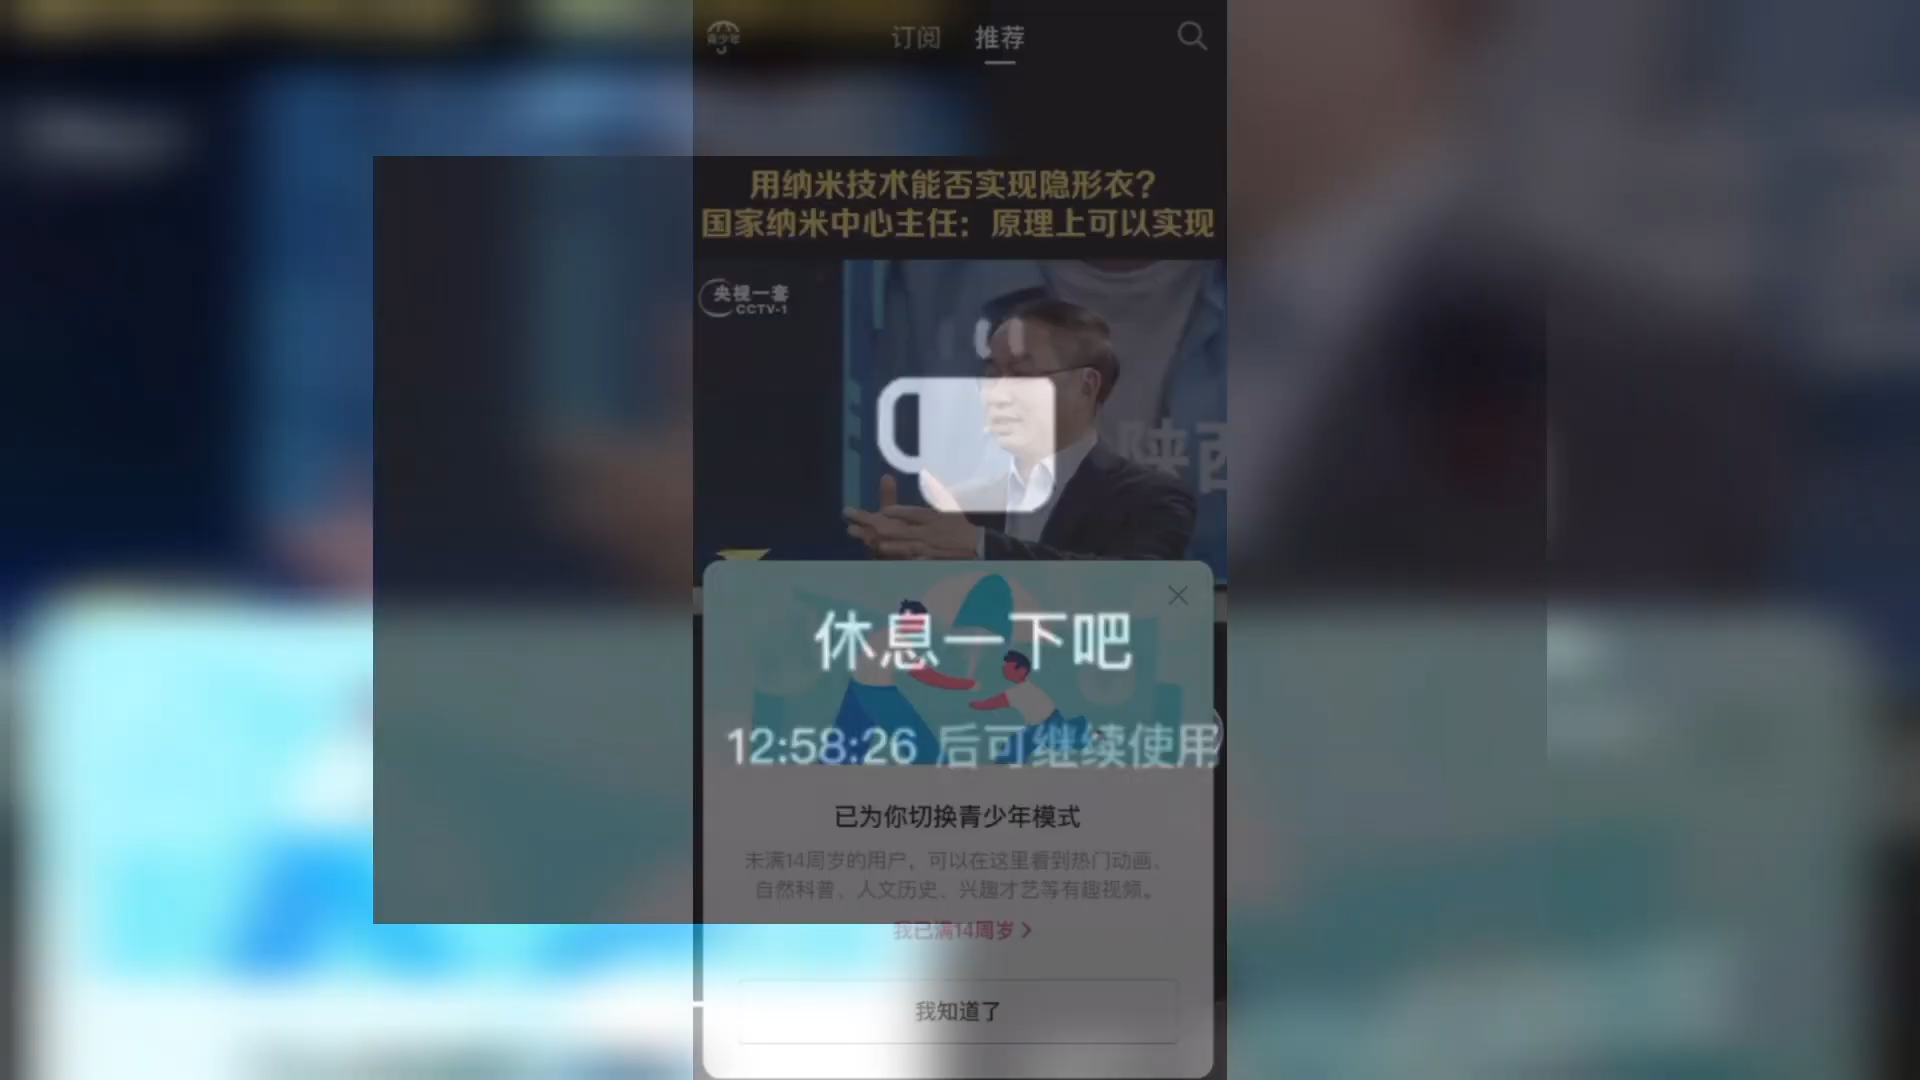 青少年
订阅 推荐
用纳米技术能否实现隐形衣?
国家纳米中心主任:原理上可以实现
央视一套
CCTV-1
陕西
休息一下吧
12:58:26 后可继续使用
已为你切换青少年模式
未满14周岁的用户,可以在这里看到热门动画、
自然科普、人文历史、兴趣才艺等有趣视频。
我已满14周岁 >
我知道了